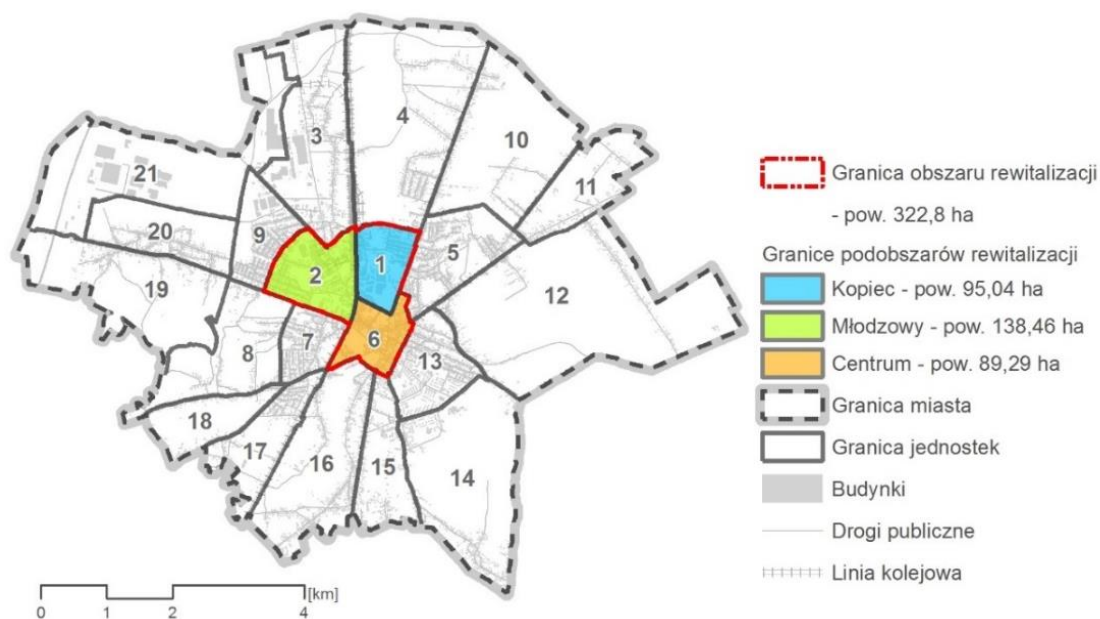 3
4
10
11
21
20
9
5
2
1
19
12
8
7
6
13
18
17
16
15
14
Granica obszaru rewitalizacji
- pow. 322,8 ha
Granice podobszarów rewitalizacji
Kopiec - pow. 95,04 ha
Młodzowy - pow. 138,46 ha
Centrum - pow. 89,29 ha
Granica miasta
Granica jednostek
Budynki
Drogi publiczne
Linia kolejowa
[km]
0 1 2 4